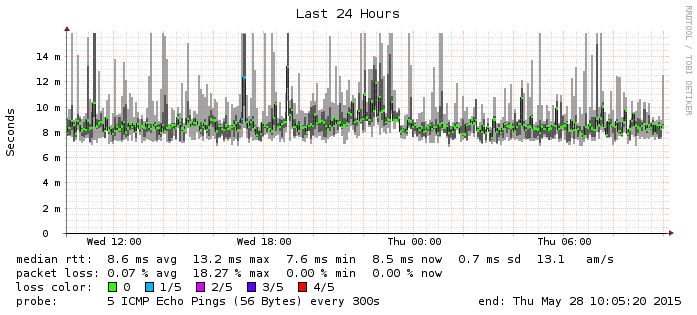 Last 24 Hours
RRDTOOL / TOBI OETIKER
Seconds
14 m
12 m
10 m
8 m
6 m
4 m
2 m
0
Wed 12:00 Wed 18:00 Thu 00:00 Thu 06:00
median rtt: 8.6 ms avg 13.2 ms max 7.6 ms min 8.5 ms now 0.7 ms sd 13.1 am/s
packet loss: 0.07 % avg 18.27 % max 0.00 % min 0.00 % now
loss color: 0 1/5 2/5 3/5 4/5
probe: 5 ICMP Echo Pings (56 Bytes) every 300s end: Thu May 28 10:05:20 2015